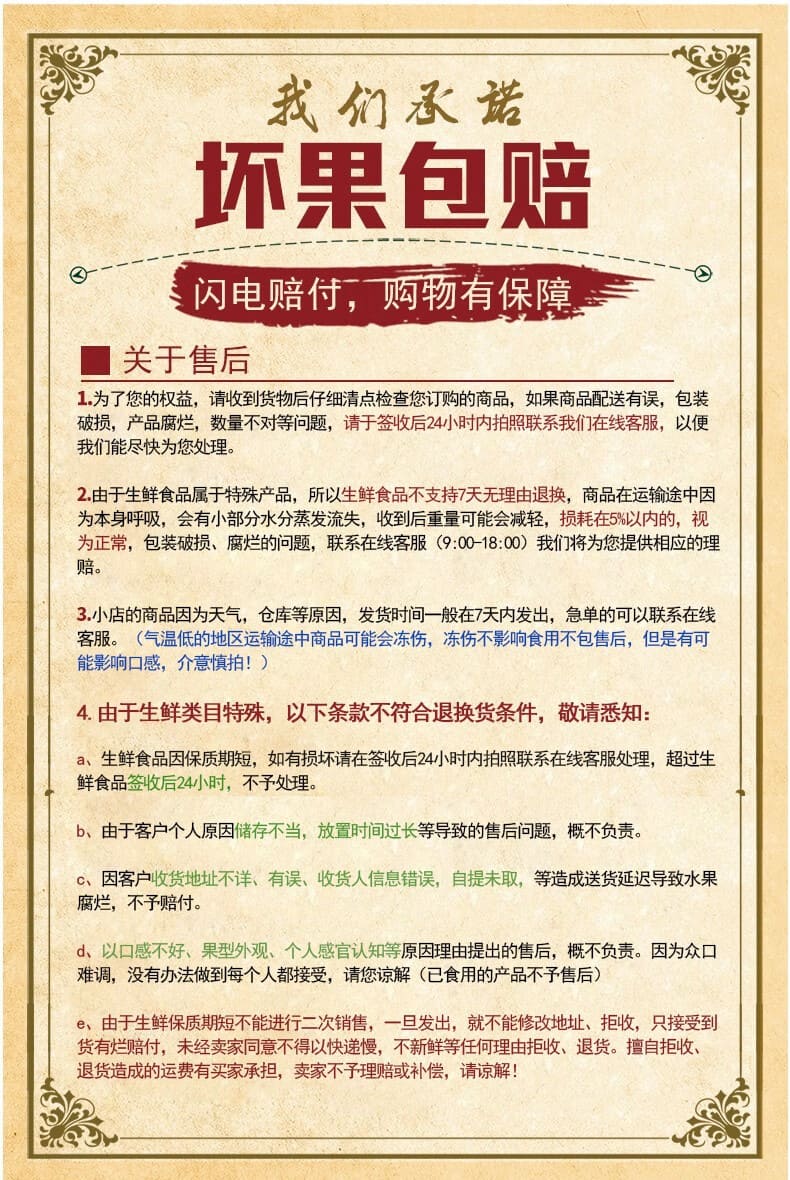 我们承诺
坏果包赔
闪电赔付，购物有保障
关于售后
1.为了您的权益，请收到货物后仔细清点检查您订购的商品，如果商品配送有误，包装
破损，产品腐烂，数量不对等问题，请于签收后24小时内拍照联系我们在线客服，以便
我们能尽快为您处理。
2.由于生鲜食品属于特殊产品，所以生鲜食品不支持7天无理由退换，商品在运输途中因
为本身呼吸，会有小部分水分蒸发流失，收到后重量可能会减轻，损耗在5%以内的，视
为正常，包装破损、腐烂的问题，联系在线客服（9:00-18:00）我们将为您提供相应的理
赔。
3.小店的商品因为天气，仓库等原因，发货时间一般在7天内发出，急单的可以联系在线
客服。（气温低的地区运输途中商品可能会冻伤，冻伤不影响食用不包售后，但是有可
能影响口感，介意慎拍！）
4.由于生鲜类目特殊，以下条款不符合退换货条件，敬请悉知：
a、生鲜食品因保质期短，如有损坏请在签收后24小时内拍照联系在线客服处理，超过生
鲜食品签收后24小时，不予处理。
b、由于客户个人原因储存不当，放置时间过长等导致的售后问题，概不负责。
c、因客户收货地址不详、有误、收货人信息错误，自提未取，等造成送货延迟导致水果
腐烂，不予赔付。
d、以口感不好、果型外观、个人感官认知等原因理由提出的售后，概不负责。因为众口
难调，没有办法做到每个人都接受，请您谅解（已食用的产品不予售后）
e、由于生鲜保质期短不能进行二次销售，一旦发出，就不能修改地址、拒收，只接受到
货有烂赔付，未经卖家同意不得以快递慢，不新鲜等任何理由拒收、退货。擅自拒收、
退货造成的运费有买家承担，卖家不予理赔或补偿，请谅解！